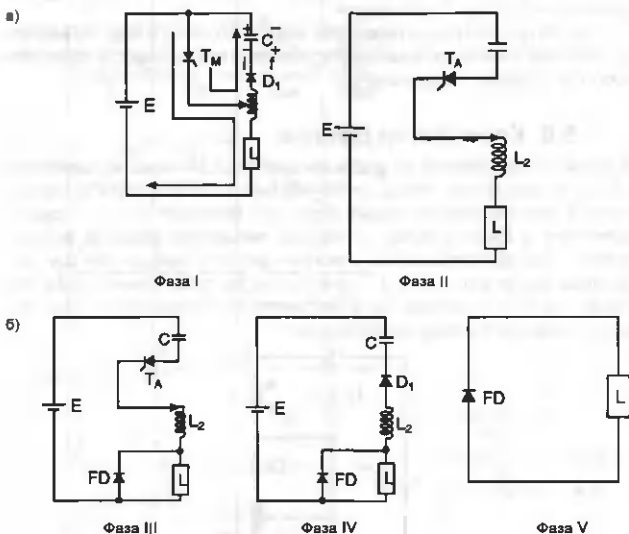 а)
E
T_M
i
+ −
C
+
f
D_1
L
Фаза I
E
T_A
L_2
L
Фаза II
б)
E
C
T_A
L_2
FD
L
Фаза III
E
C
D_1
L_2
FD
L
Фаза IV
FD
L
Фаза V